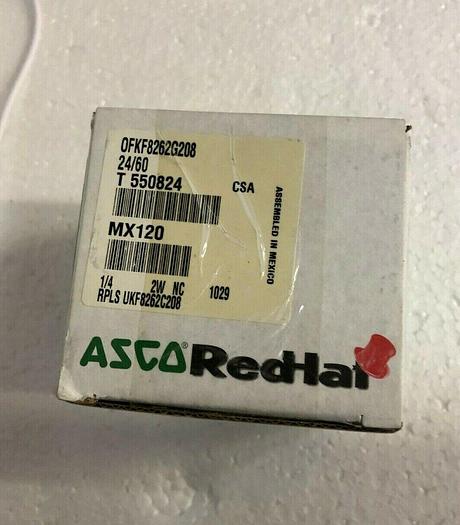 OFKF8262G208
24/60
T 550824 CSA
ASSEMBLED IN MEXICO
MX120
1/4 2W NC 1029
RPLS UKF8262C208
ASCO® RedHat